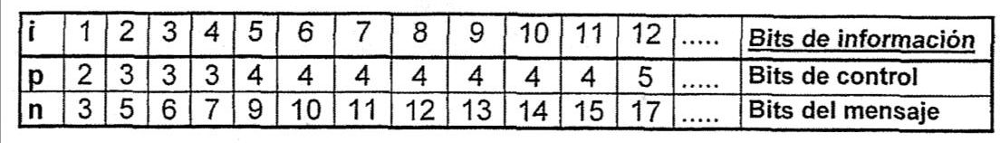 i 1 2 3 4 5 6 7 8 9 10 11 12 ..... Bits de información
p 2 3 3 3 4 4 4 4 4 4 4 5 ..... Bits de control
n 3 5 6 7 9 10 11 12 13 14 15 17 ..... Bits del mensaje